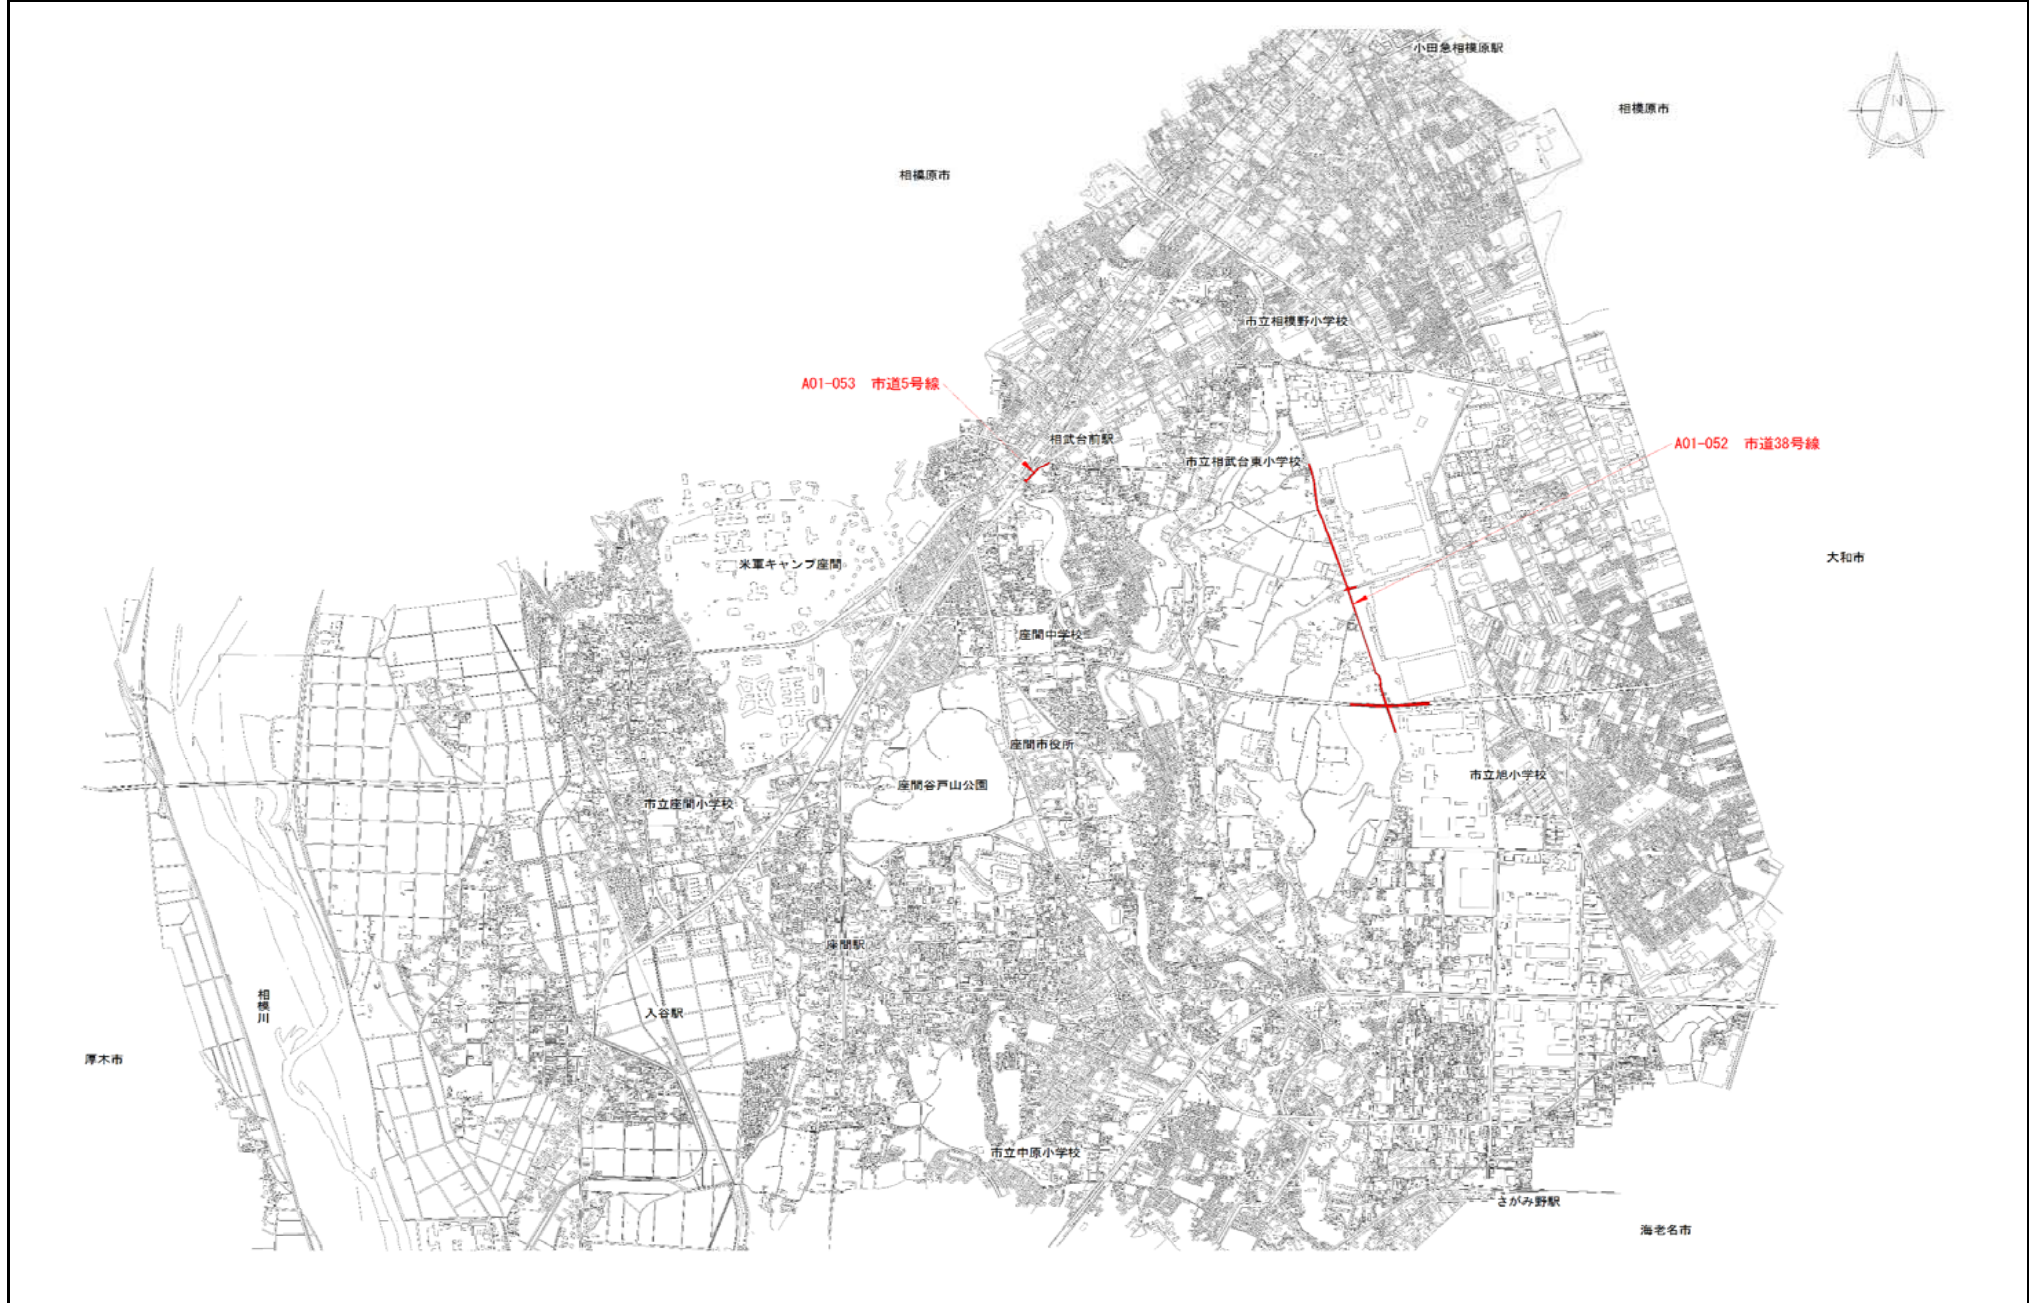 小田急相模原駅
N
相模原市
相模原市
市立相模野小学校
A01-053 市道5号線
相武台前駅
A01-052 市道38号線
市立相武台東小学校
大和市
米軍キャンプ座間
座間中学校
座間市役所
市立旭小学校
座間谷戸山公園
市立座間小学校
座間駅
相模川
入谷駅
厚木市
市立中原小学校
さがみ野駅
海老名市